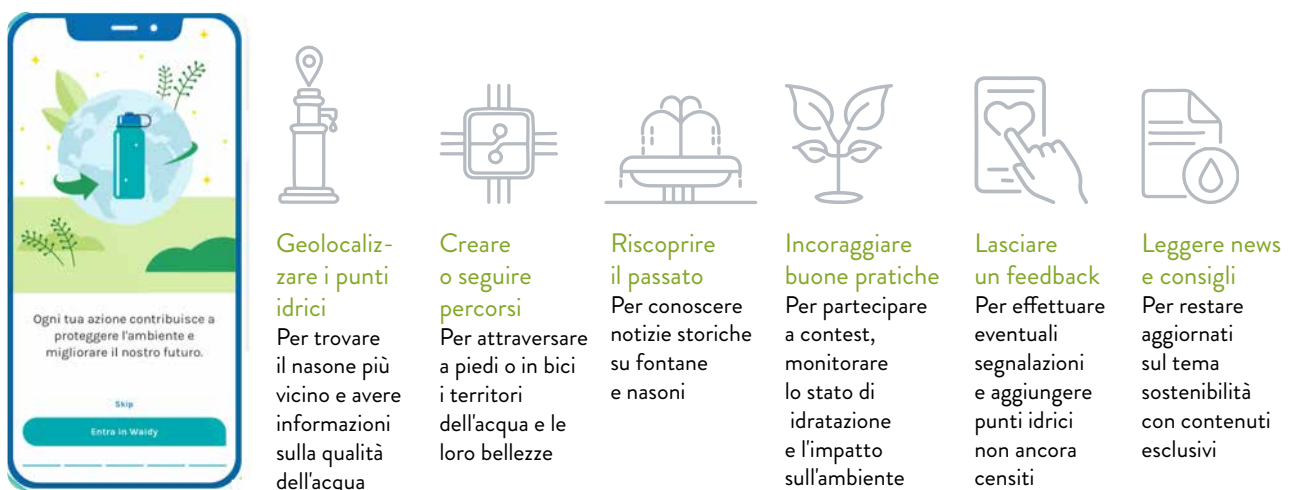 Ogni tua azione contribuisce a
proteggere l'ambiente e
migliorare il nostro futuro.
Skip
Entra in Waidy
Geolocaliz-
zare i punti
idrici
Per trovare
il nasone più
vicino e avere
informazioni
sulla qualità
dell'acqua
Creare
o seguire
percorsi
Per attraversare
a piedi o in bici
i territori
dell'acqua e le
loro bellezze
Riscoprire
il passato
Per conoscere
notizie storiche
su fontane
e nasoni
Incoraggiare
buone pratiche
Per partecipare
a contest,
monitorare
lo stato di
idratazione
e l'impatto
sull'ambiente
Lasciare
un feedback
Per effettuare
eventuali
segnalazioni
e aggiungere
punti idrici
non ancora
censiti
Leggere news
e consigli
Per restare
aggiornati
sul tema
sostenibilità
con contenuti
esclusivi